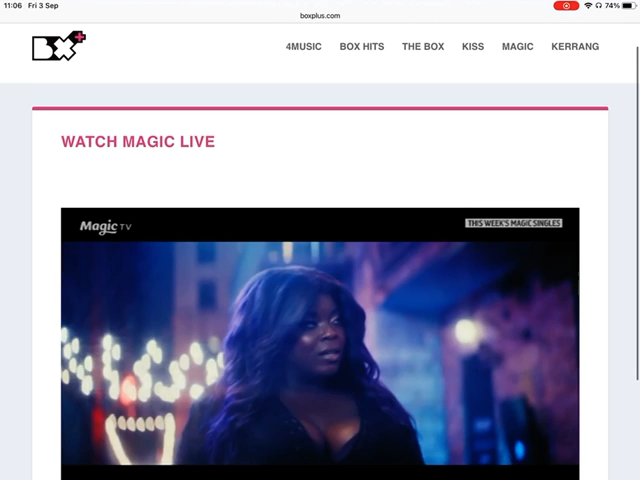 11:06 Fri 3 Sep 74%
boxplus.com
BX+
4MUSIC BOX HITS THE BOX KISS MAGIC KERRANG
WATCH MAGIC LIVE
Magic TV
THIS WEEK'S MAGIC SINGLES